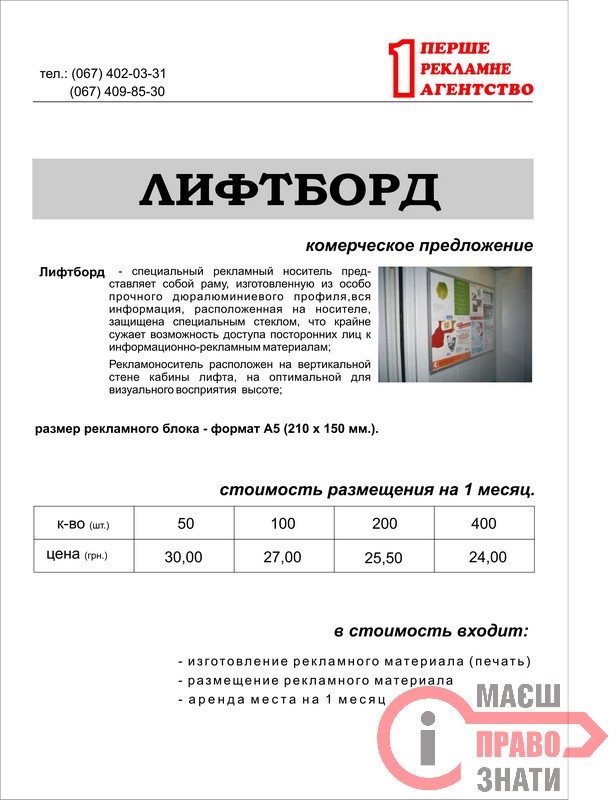 тел.: (067) 402-03-31
(067) 409-85-30
1 ПЕРШЕ
РЕКЛАМНЕ
АГЕНТСТВО
ЛИФТБОРД
комерческое предложение
Лифтборд - специальный рекламный носитель пред-
ставляет собой раму, изготовленную из особо
прочного дюралюминиевого профиля,вся
информация, расположенная на носителе,
защищена специальным стеклом, что крайне
сужает возможность доступа посторонних лиц к
информационно-рекламным материалам;
Рекламоноситель расположен на вертикальной
стене кабины лифта, на оптимальной для
визуального восприятия высоте;
размер рекламного блока - формат А5 (210 х 150 мм.).
стоимость размещения на 1 месяц.
к-во (шт.) 50 100 200 400
цена (грн.) 30,00 27,00 25,50 24,00
в стоимость входит:
- изготовление рекламного материала (печать)
- размещение рекламного материала
- аренда места на 1 месяц
МАЄШ
ПРАВО
ЗНАТИ